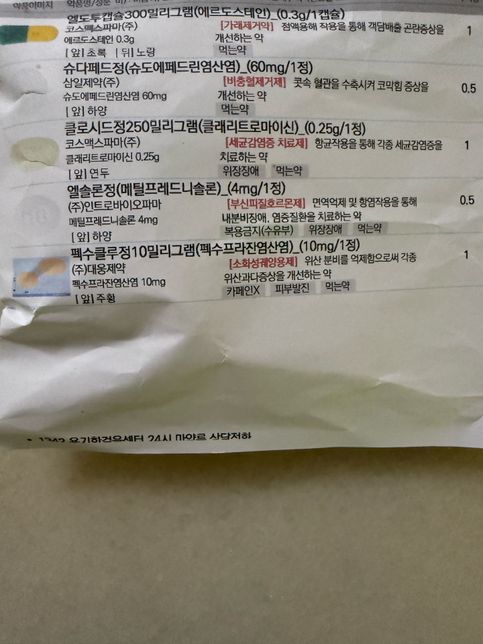 약품이미지
엘도투캡슐300밀리그램(에르도스테인)_(0.3g/1캡슐) 1
코스맥스파마(주) [가래제거약] 점액용해 작용을 통해 객담배출 곤란증상을
에르도스테인 0.3g 개선하는 약
[앞]초록 [뒤]노랑 먹는약
슈다페드정(슈도에페드린염산염)_(60mg/1정)
삼일제약(주) [비충혈제거제] 콧속 혈관을 수축시켜 코막힘 증상을 0.5
슈도에페드린염산염 60mg 개선하는 약
[앞]하양 먹는약
클로시드정250밀리그램(클래리트로마이신)_(0.25g/1정)
코스맥스파마(주) [세균감염증 치료제] 항균작용을 통해 각종 세균감염증을 1
클래리트로마이신 0.25g 치료하는 약
[앞]연두 위장장애 먹는약
엘솔론정(메틸프레드니솔론)_(4mg/1정)
(주)인트로바이오파마 [부신피질호르몬제] 면역억제 및 항염작용을 통해 0.5
메틸프레드니솔론 4mg 내분비장애, 염증질환을 치료하는 약
[앞]하양 복용금지(수유부) 위장장애 먹는약
펙수클루정10밀리그램(펙수프라잔염산염)_(10mg/1정)
(주)대웅제약 [소화성궤양용제] 위산 분비를 억제함으로써 각종 1
펙수프라잔염산염 10mg 위산과다증상을 개선하는 약
[앞]주황 카페인X 피부발진 먹는약
24시 마약류